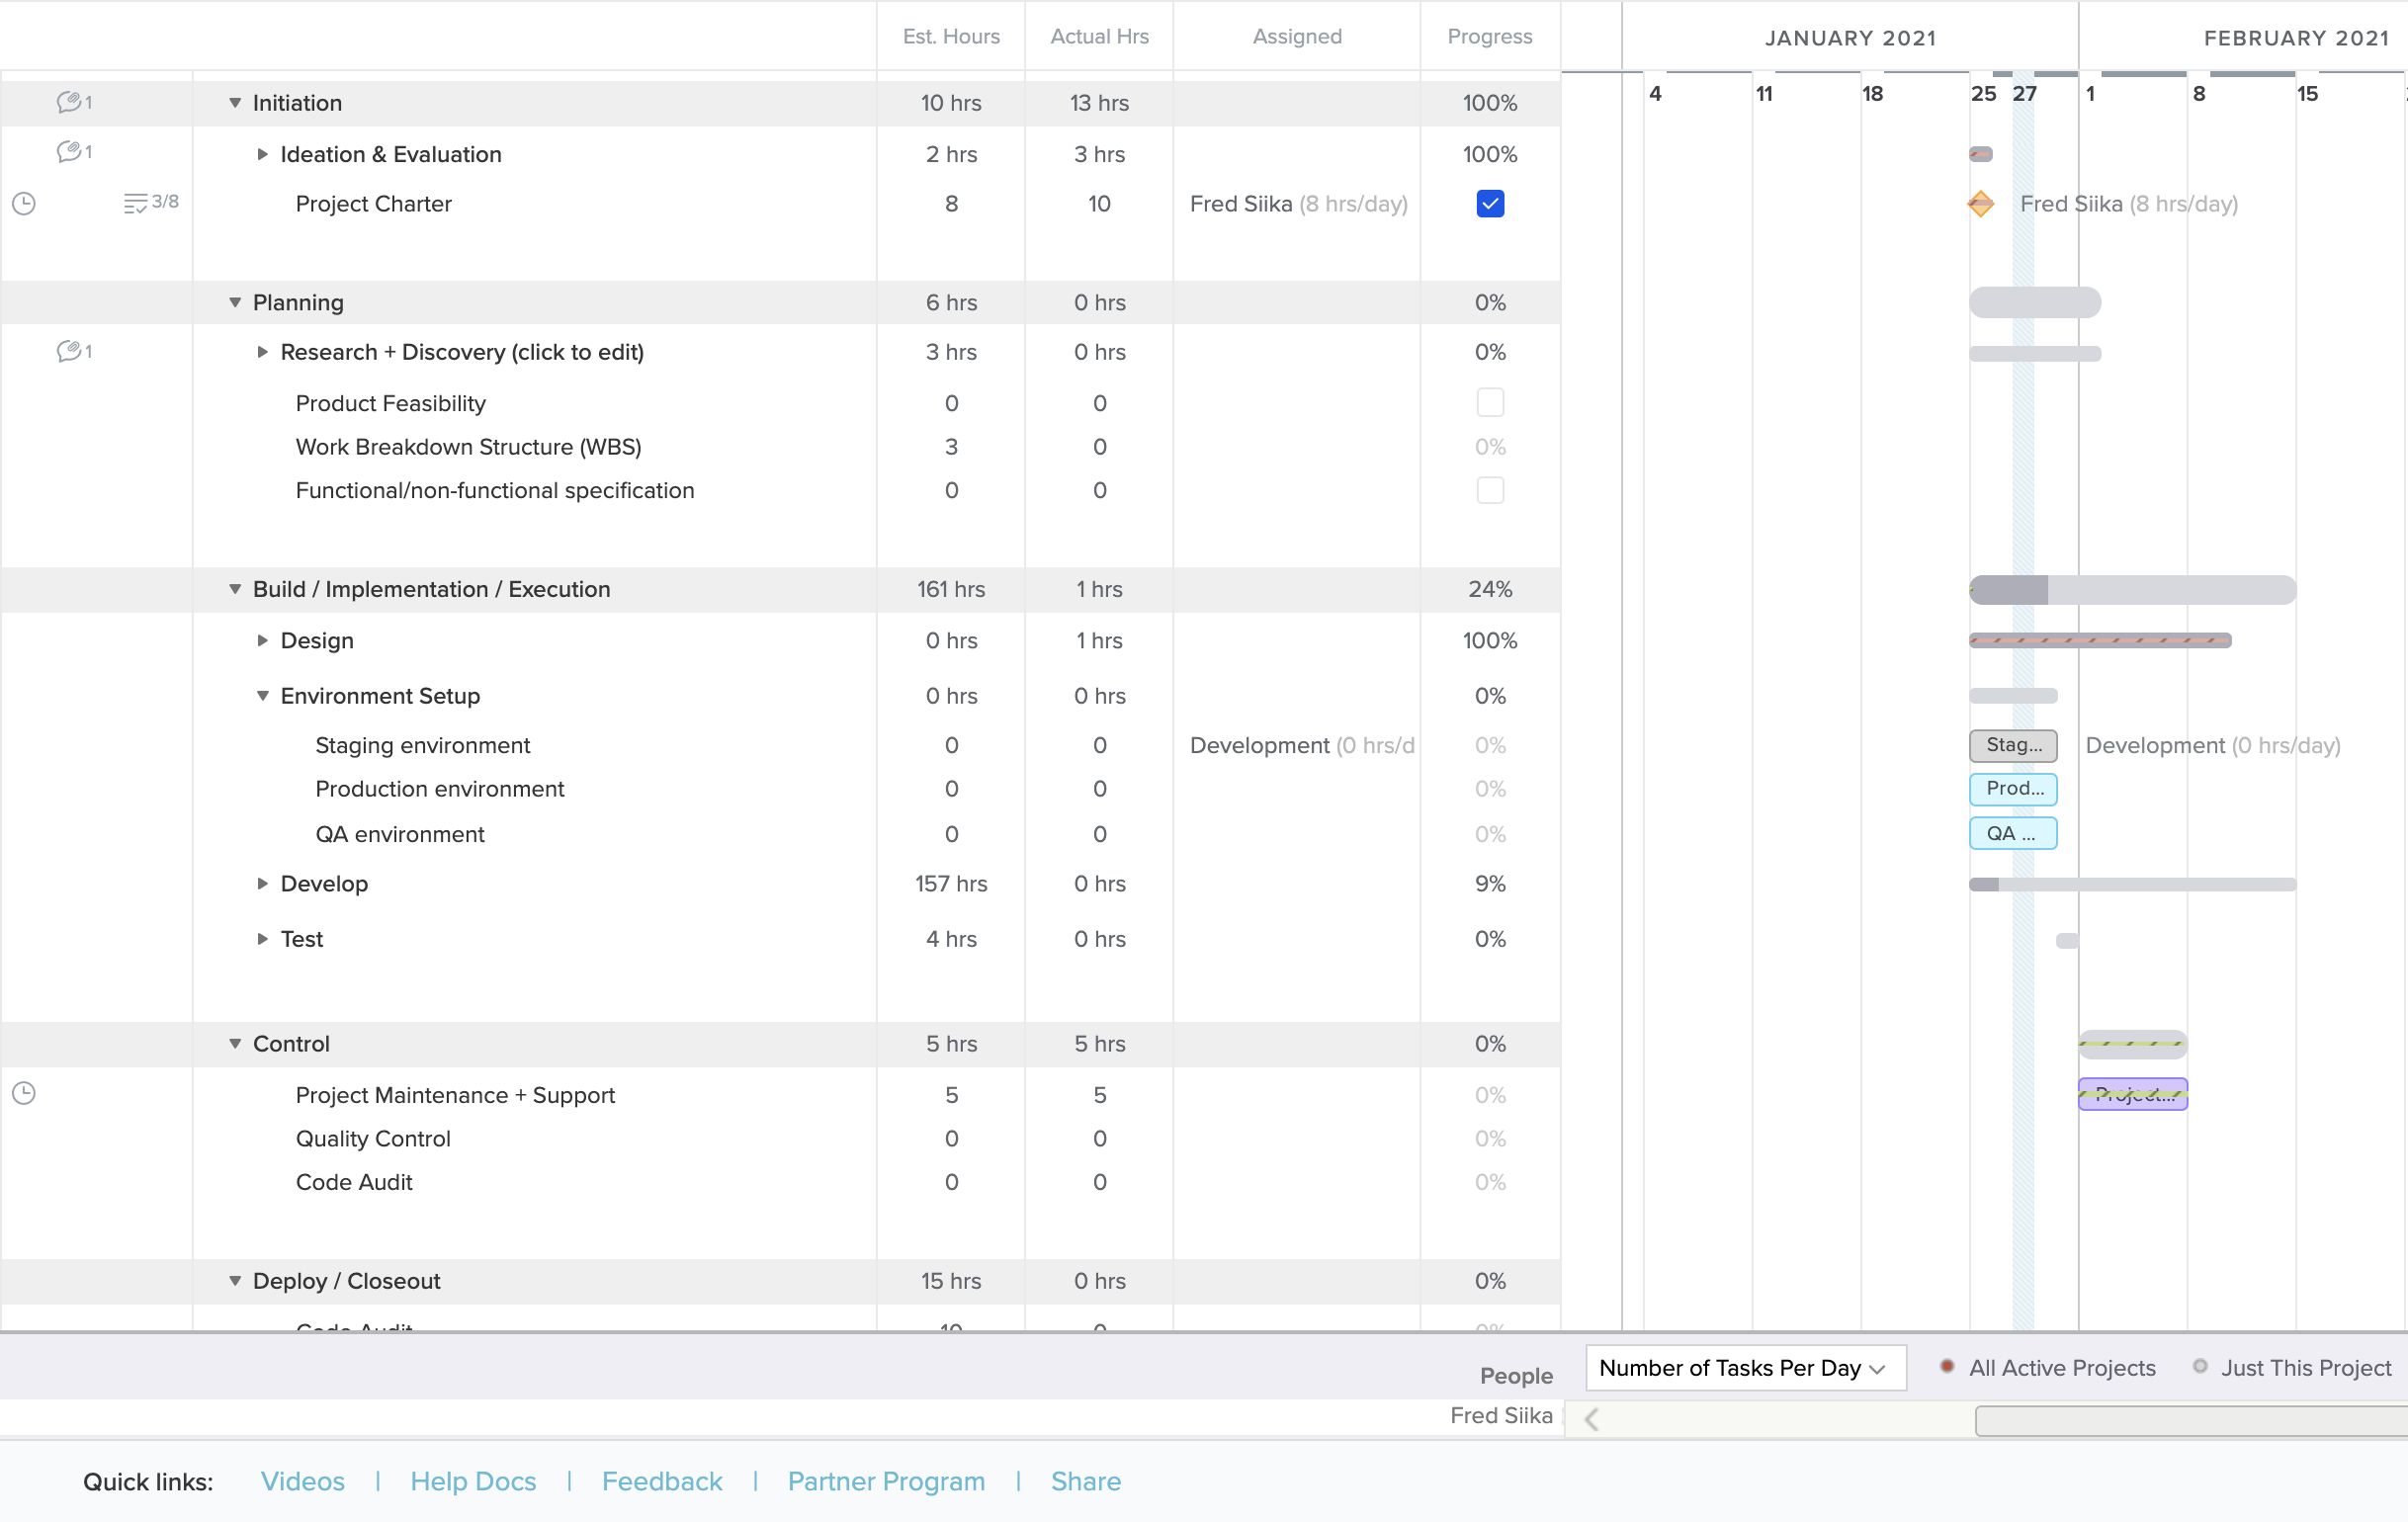 Est. Hours Actual Hrs Assigned Progress JANUARY 2021 FEBRUARY 2021
4 11 18 25 27 1 8 15
1 Initiation 10 hrs 13 hrs 100%
1 Ideation & Evaluation 2 hrs 3 hrs 100%
3/8 Project Charter 8 10 Fred Siika (8 hrs/day) Fred Siika (8 hrs/day)
Planning 6 hrs 0 hrs 0%
1 Research + Discovery (click to edit) 3 hrs 0 hrs 0%
Product Feasibility 0 0
Work Breakdown Structure (WBS) 3 0 0%
Functional/non-functional specification 0 0
Build / Implementation / Execution 161 hrs 1 hrs 24%
Design 0 hrs 1 hrs 100%
Environment Setup 0 hrs 0 hrs 0%
Staging environment 0 0 Development (0 hrs/d 0% Stag... Development (0 hrs/day)
Production environment 0 0 0% Prod...
QA environment 0 0 0% QA ...
Develop 157 hrs 0 hrs 9%
Test 4 hrs 0 hrs 0%
Control 5 hrs 5 hrs 0%
Project Maintenance + Support 5 5 0% Project...
Quality Control 0 0 0%
Code Audit 0 0 0%
Deploy / Closeout 15 hrs 0 hrs 0%
Code Audit 10 0 0%
People Number of Tasks Per Day All Active Projects Just This Project
Fred Siika
Quick links: Videos | Help Docs | Feedback | Partner Program | Share